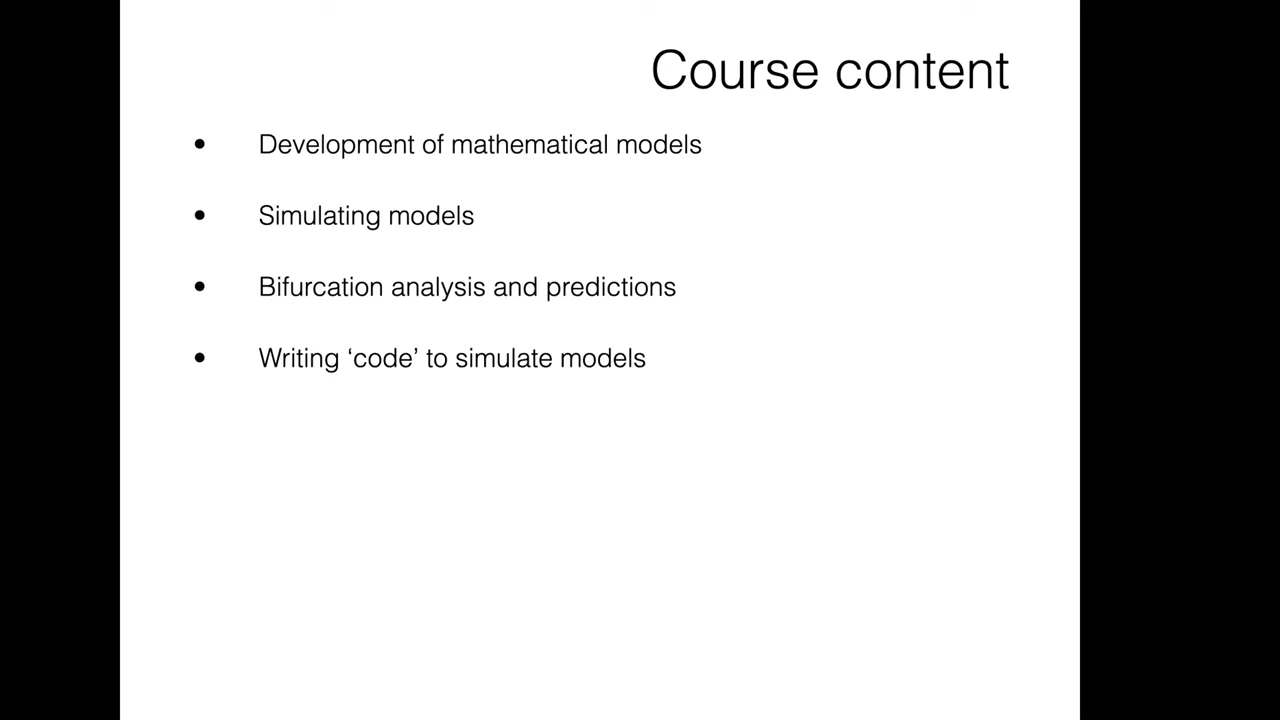 Course content
• Development of mathematical models
• Simulating models
• Bifurcation analysis and predictions
• Writing ‘code’ to simulate models